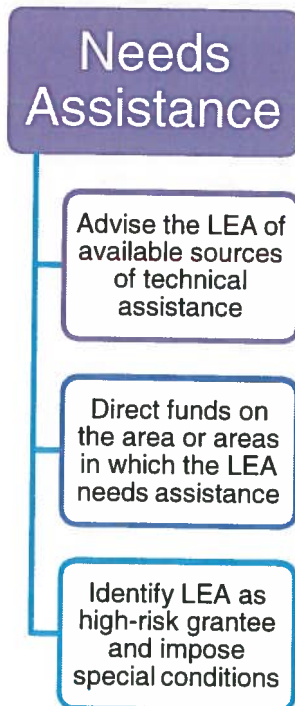 Needs
Assistance
Advise the LEA of
available sources
of technical
assistance
Direct funds on
the area or areas
in which the LEA
needs assistance
Identify LEA as
high-risk grantee
and impose
special conditions